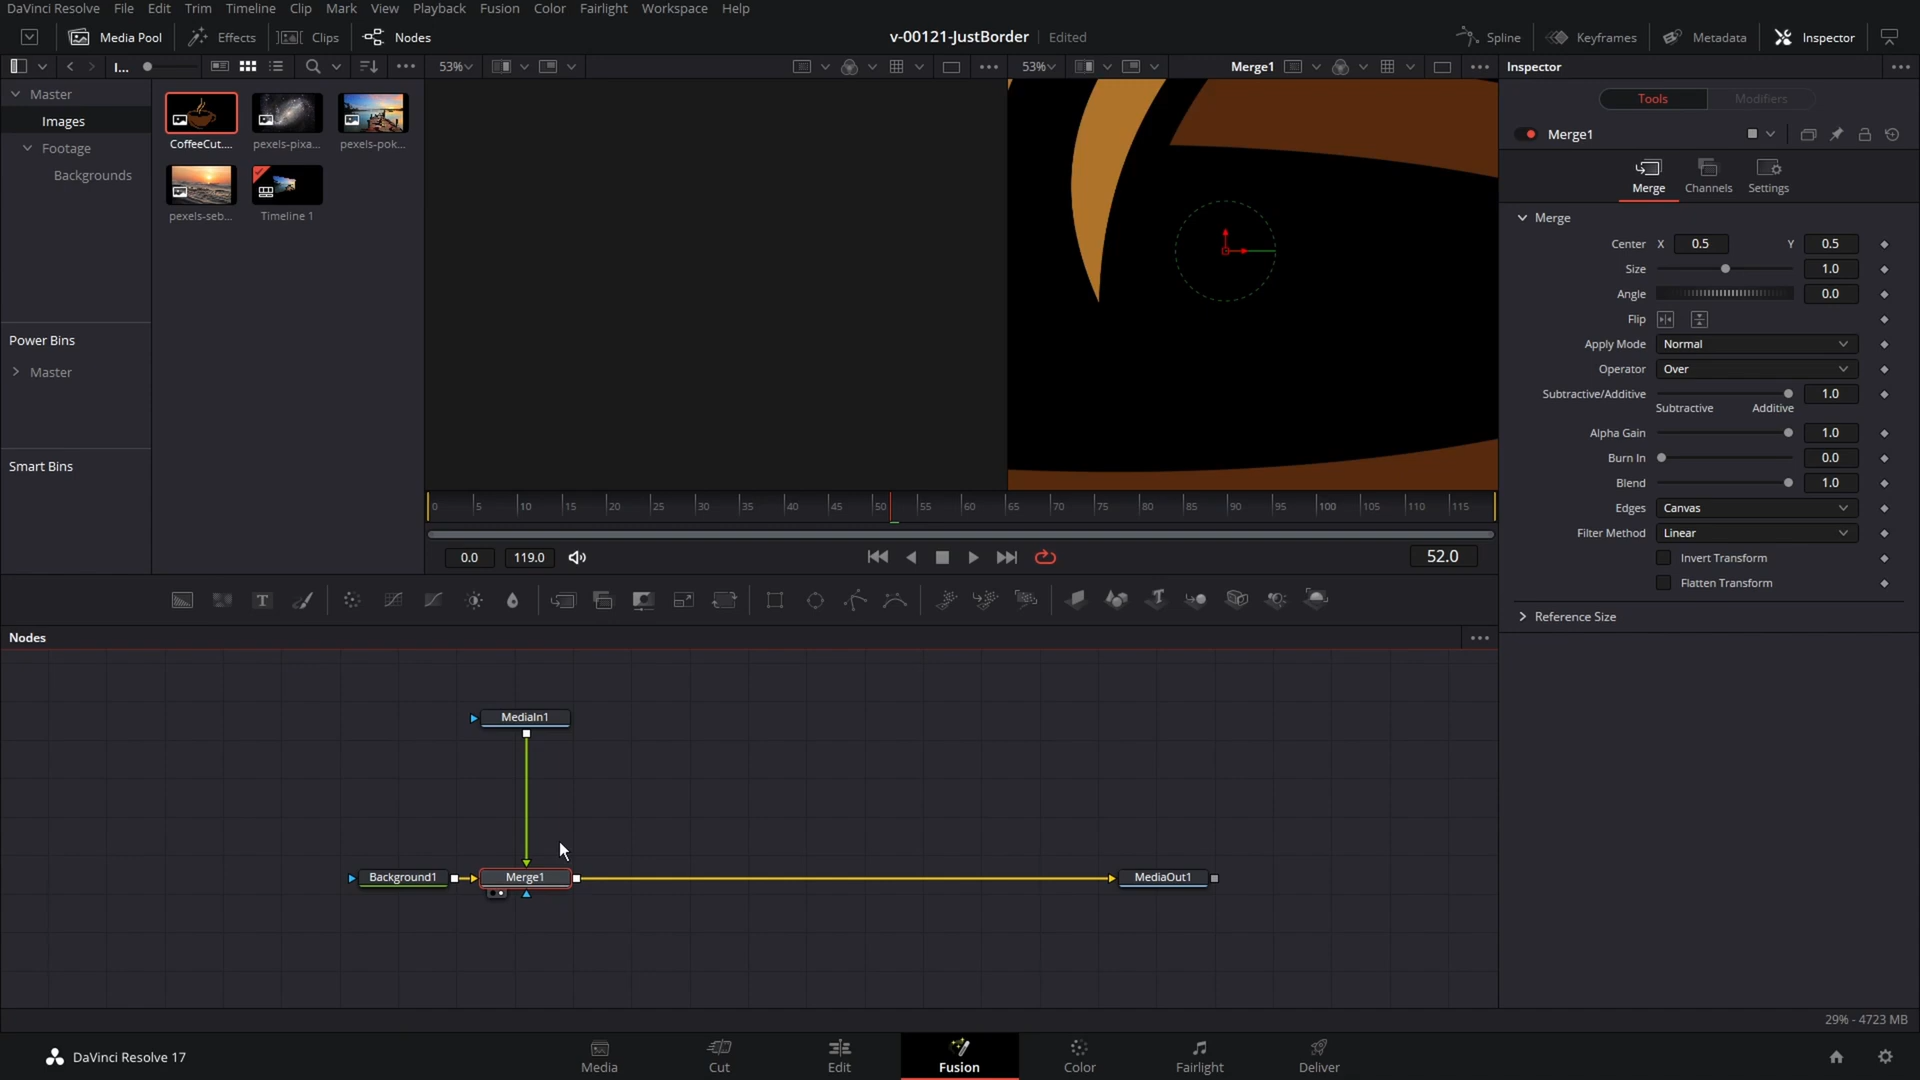 DaVinci Resolve File Edit Trim Timeline Clip Mark View Playback Fusion Color Fairlight Workspace Help
Media Pool Effects Clips Nodes v-00121-JustBorder Edited Spline Keyframes Metadata Inspector
I... 53% 53% Merge1 Inspector
Master
Images
Footage
Backgrounds
Power Bins
Master
Smart Bins
CoffeeCut.... pexels-pixa... pexels-pok...
pexels-seb... Timeline 1
Tools Modifiers
Merge1
Merge Channels Settings
Merge
Center X 0.5 Y 0.5
Size 1.0
Angle 0.0
Flip
Apply Mode Normal
Operator Over
Subtractive/Additive 1.0
Subtractive Additive
Alpha Gain 1.0
Burn In 0.0
Blend 1.0
Edges Canvas
Filter Method Linear
Invert Transform
Flatten Transform
Reference Size
0 5 10 15 20 25 30 35 40 45 50 55 60 65 70 75 80 85 90 95 100 105 110 115
0.0 119.0 52.0
Nodes
MediaIn1
Background1 Merge1 MediaOut1
29% - 4723 MB
DaVinci Resolve 17
Media Cut Edit Fusion Color Fairlight Deliver